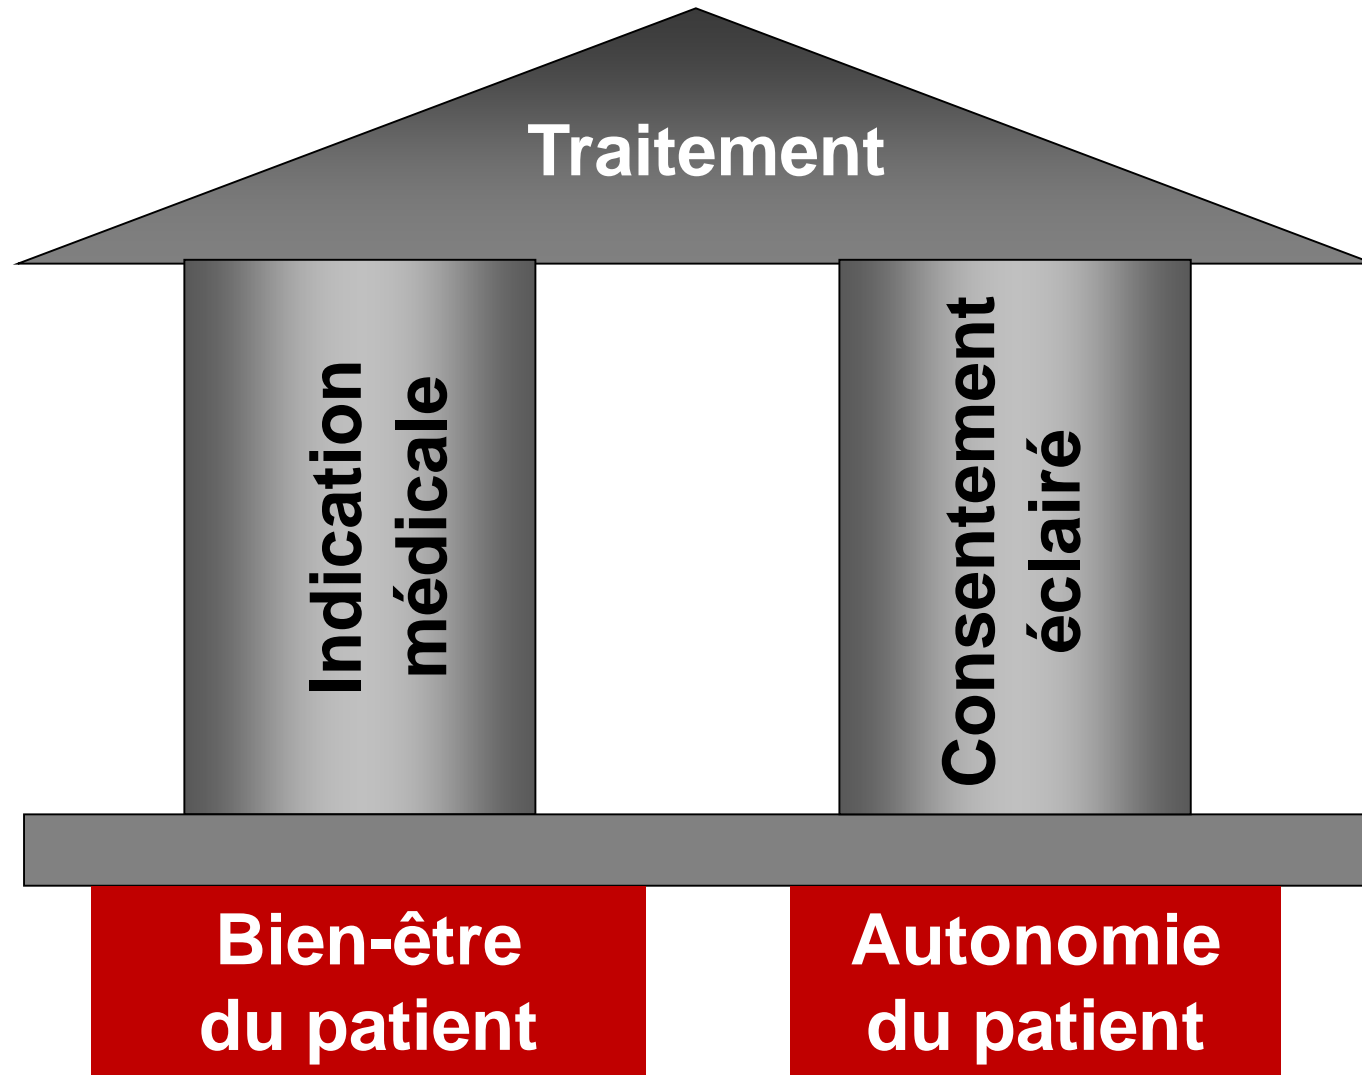 Traitement
Indication
médicale
Consentement
éclairé
Bien-être
du patient
Autonomie
du patient